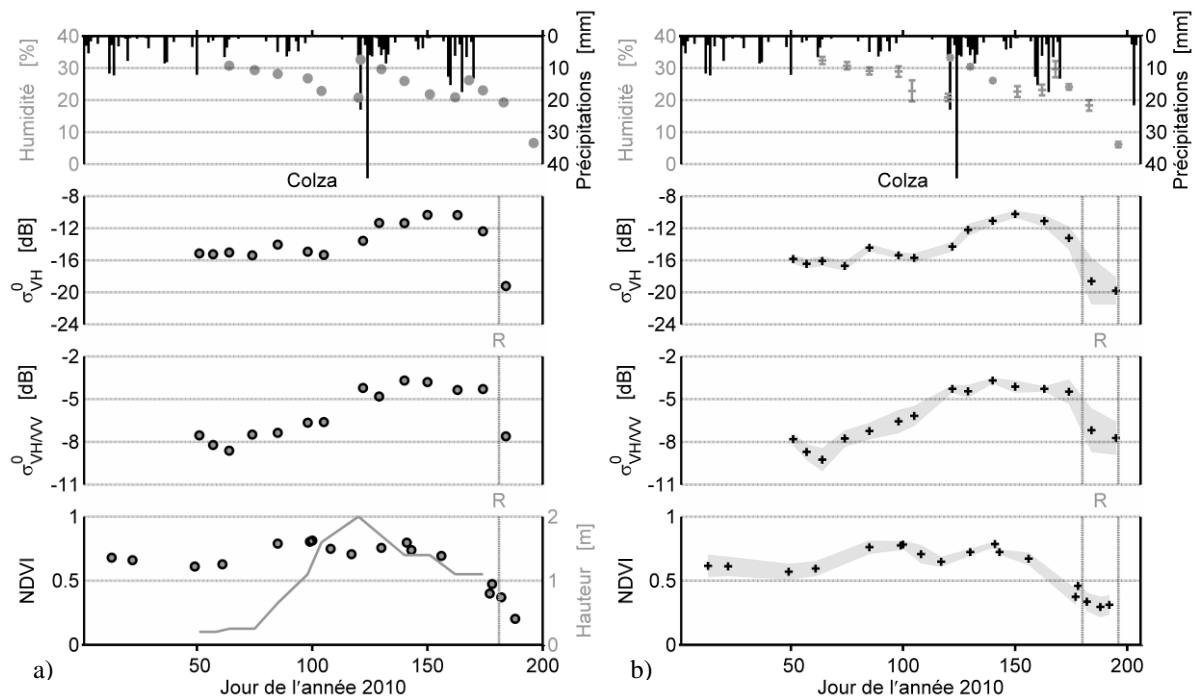 Humidité [%]
40
30
20
10
0
0
10
20
30
40
Précipitations [mm]
Colza
σ⁰VH [dB]
-8
-12
-16
-20
-24
R
σ⁰VH/VV [dB]
-2
-5
-8
-11
R
NDVI
1
0.5
0
2
1
0
Hauteur [m]
50
100
150
200
a)
Jour de l'année 2010
Humidité [%]
40
30
20
10
0
0
10
20
30
40
Précipitations [mm]
Colza
σ⁰VH [dB]
-8
-12
-16
-20
-24
R
σ⁰VH/VV [dB]
-2
-5
-8
-11
R
NDVI
1
0.5
0
50
100
150
200
b)
Jour de l'année 2010